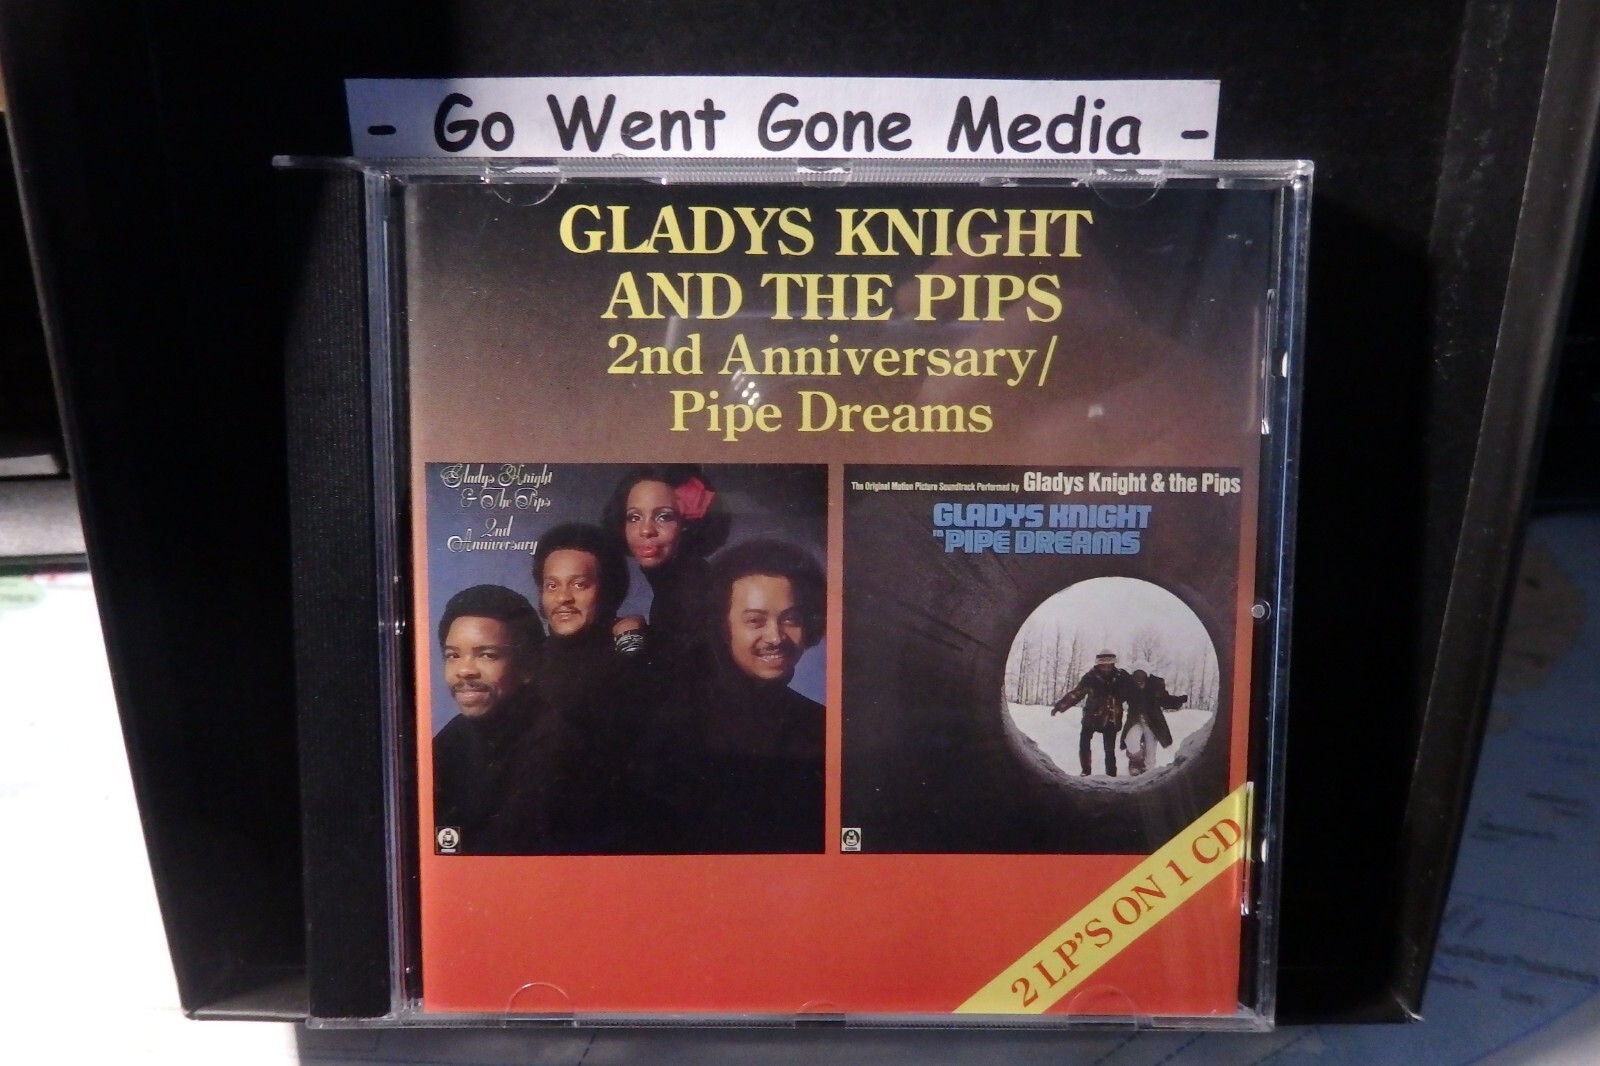 - Go Went Gone Media -
GLADYS KNIGHT
AND THE PIPS
2nd Anniversary/
Pipe Dreams
Gladys Knight
& The Pips
2nd
Anniversary
The Original Motion Picture Soundtrack Performed by Gladys Knight & the Pips
GLADYS KNIGHT
IN PIPE DREAMS
2 LP'S ON 1 CD